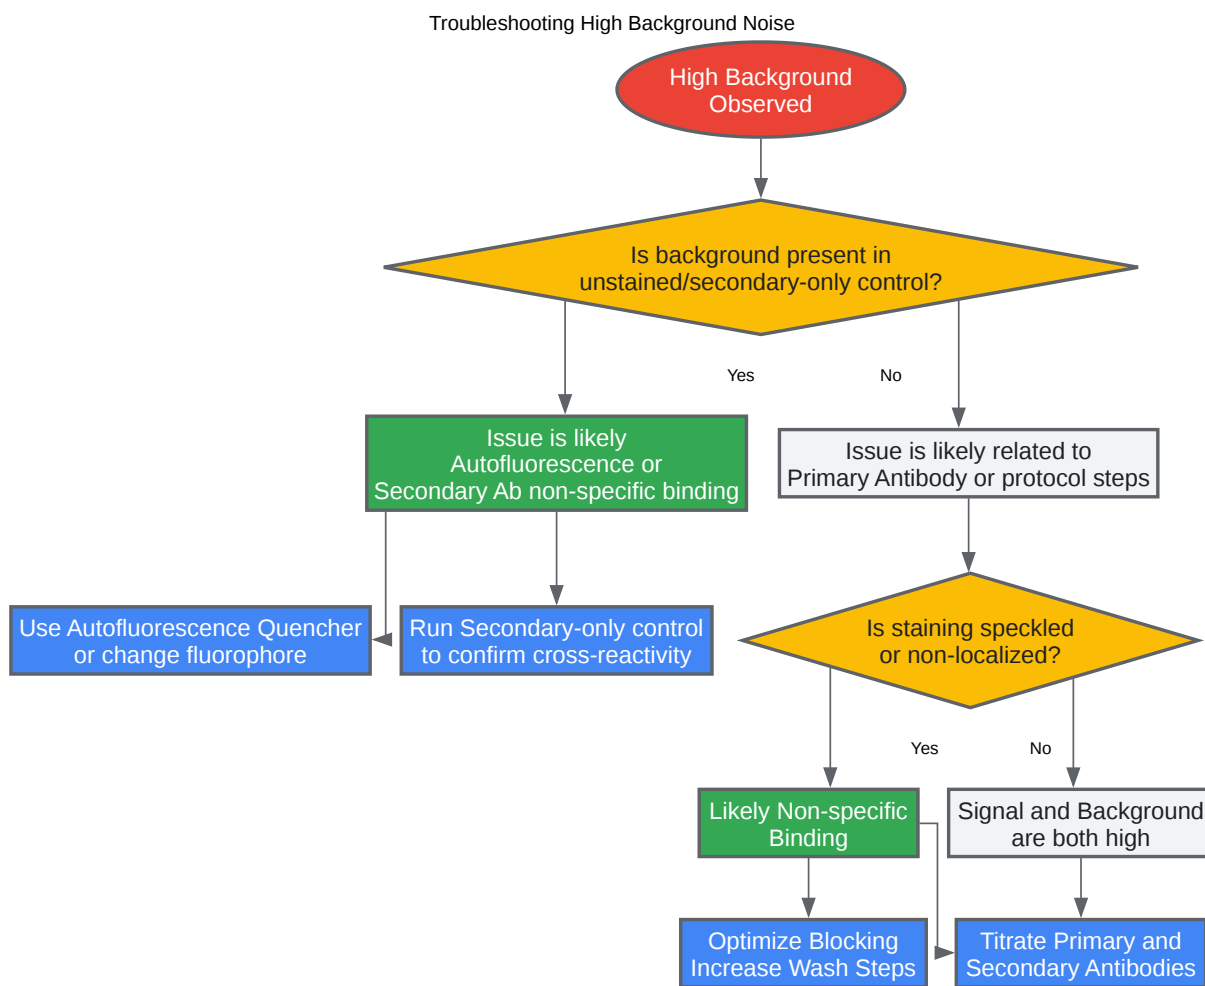 Troubleshooting High Background Noise
High Background
Observed
Is background present in
unstained/secondary-only control?
Yes
No
Issue is likely
Autofluorescence or
Secondary Ab non-specific binding
Issue is likely related to
Primary Antibody or protocol steps
Use Autofluorescence Quencher
or change fluorophore
Run Secondary-only control
to confirm cross-reactivity
Is staining speckled
or non-localized?
Yes
No
Likely Non-specific
Binding
Signal and Background
are both high
Optimize Blocking
Increase Wash Steps
Titrate Primary and
Secondary Antibodies